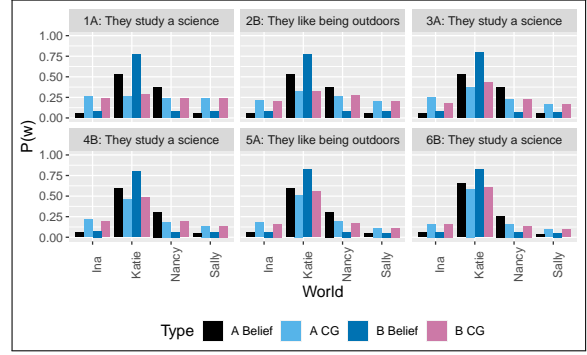 1A: They study a science
2B: They like being outdoors
3A: They study a science
1.00
0.75
0.50
0.25
0.00
4B: They study a science
5A: They like being outdoors
6B: They study a science
1.00
0.75
0.50
0.25
0.00
P(w)
Ina
Katie
Nancy
Sally
Ina
Katie
Nancy
Sally
Ina
Katie
Nancy
Sally
World
Type A Belief A CG B Belief B CG